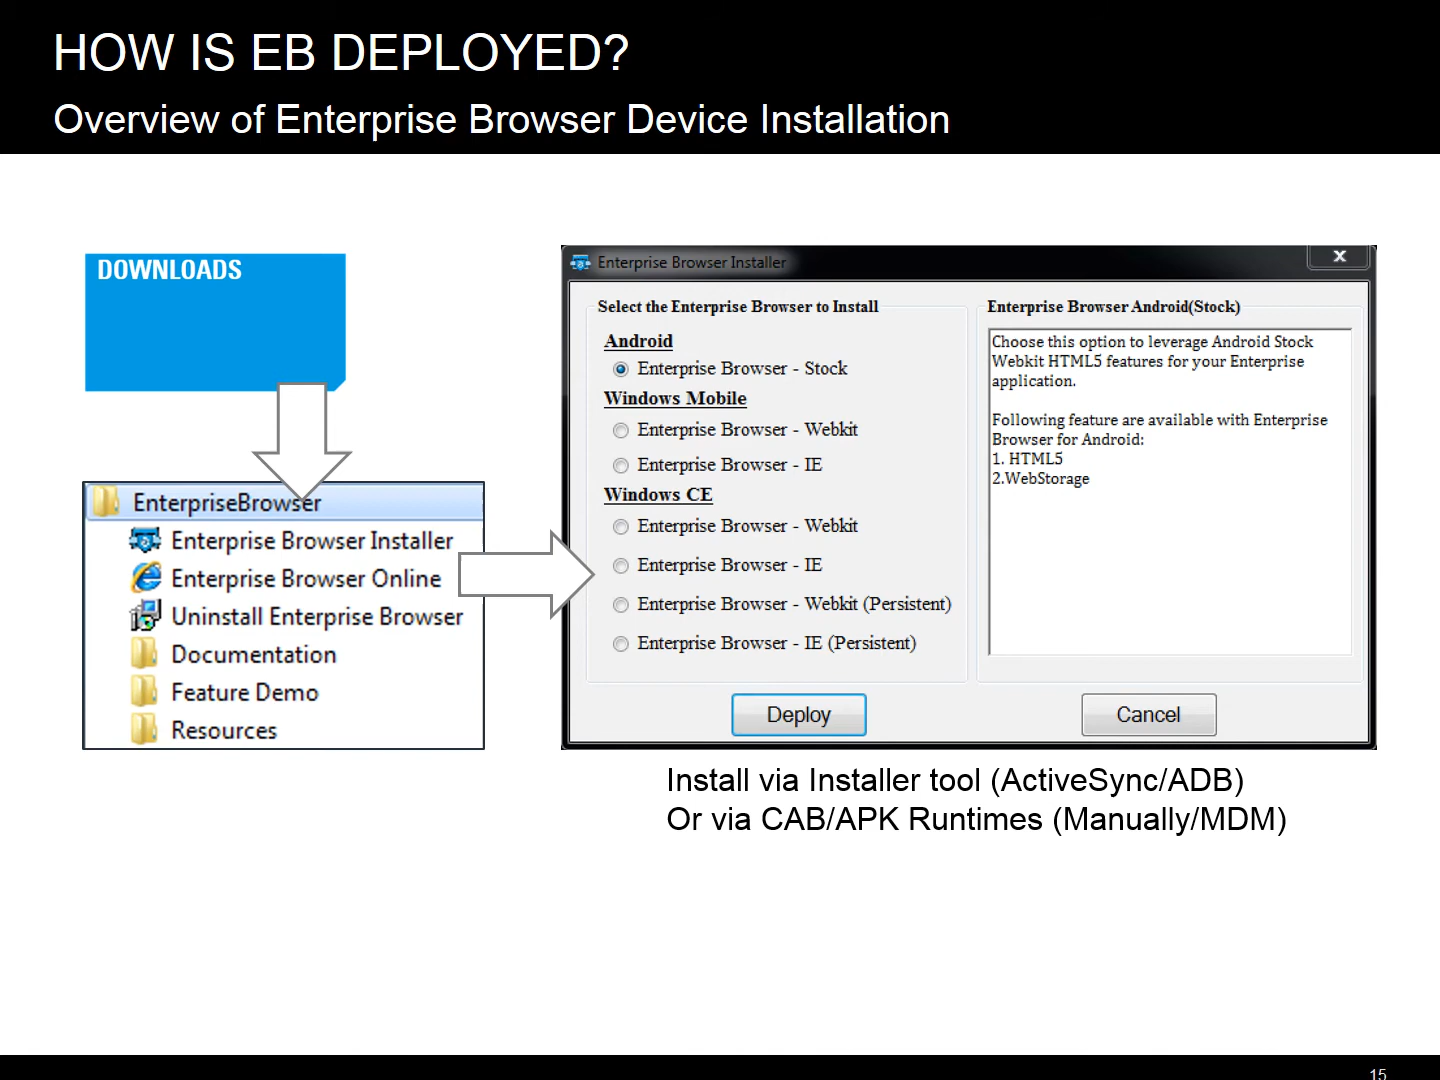 HOW IS EB DEPLOYED?
Overview of Enterprise Browser Device Installation
DOWNLOADS
EnterpriseBrowser
Enterprise Browser Installer
Enterprise Browser Online
Uninstall Enterprise Browser
Documentation
Feature Demo
Resources
Enterprise Browser Installer
x
Select the Enterprise Browser to Install
Android
Enterprise Browser - Stock
Windows Mobile
Enterprise Browser - Webkit
Enterprise Browser - IE
Windows CE
Enterprise Browser - Webkit
Enterprise Browser - IE
Enterprise Browser - Webkit (Persistent)
Enterprise Browser - IE (Persistent)
Enterprise Browser Android(Stock)
Choose this option to leverage Android Stock
Webkit HTML5 features for your Enterprise
application.
Following feature are available with Enterprise
Browser for Android:
1. HTML5
2.WebStorage
Deploy
Cancel
Install via Installer tool (ActiveSync/ADB)
Or via CAB/APK Runtimes (Manually/MDM)
15